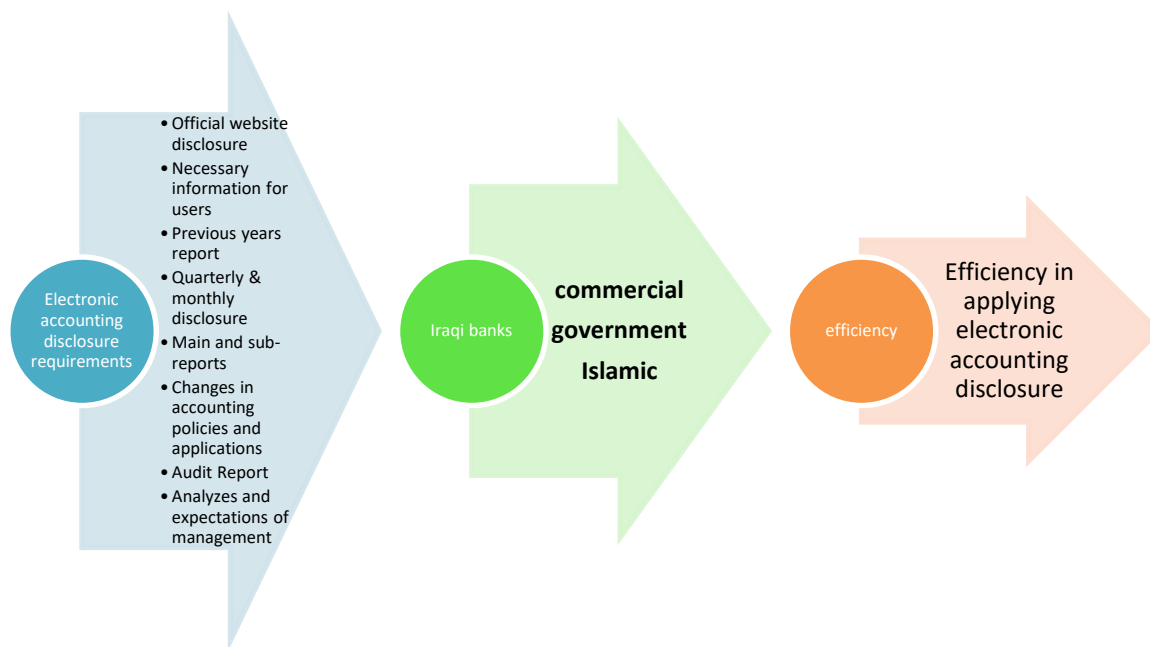 Electronic
accounting
disclosure
requirements
• Official website
disclosure
• Necessary
information for
users
• Previous years
report
• Quarterly &
monthly
disclosure
• Main and sub-
reports
• Changes in
accounting
policies and
applications
• Audit Report
• Analyzes and
expectations of
management
Iraqi banks
commercial
government
Islamic
efficiency
Efficiency in
applying
electronic
accounting
disclosure